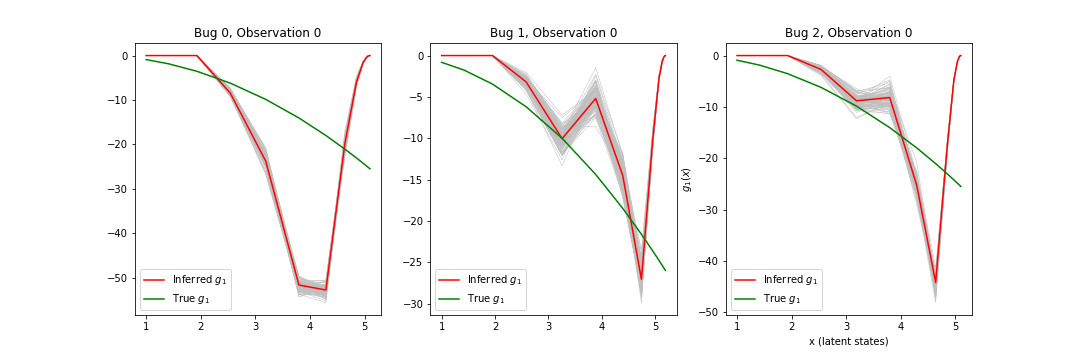 Bug 0, Observation 0
0
−10
−20
−30
−40
−50
1 2 3 4 5
Inferred g₁
True g₁
Bug 1, Observation 0
0
−5
−10
−15
−20
−25
−30
1 2 3 4 5
Inferred g₁
True g₁
Bug 2, Observation 0
g₁(x)
0
−10
−20
−30
−40
−50
1 2 3 4 5
x (latent states)
Inferred g₁
True g₁